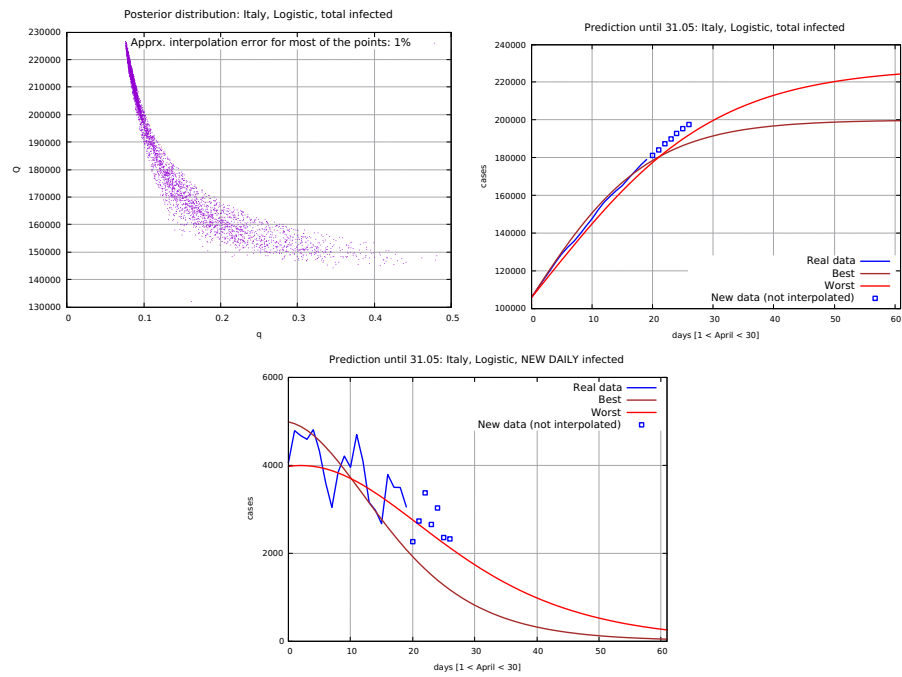 Posterior distribution: Italy, Logistic, total infected
Apprx. interpolation error for most of the points: 1%
230000
220000
210000
200000
190000
180000
170000
160000
150000
140000
130000
Q
0 0.1 0.2 0.3 0.4 0.5
q
Prediction until 31.05: Italy, Logistic, total infected
240000
220000
200000
180000
160000
140000
120000
100000
cases
Real data
Best
Worst
New data (not interpolated)
0 10 20 30 40 50 60
days [1 < April < 30]
Prediction until 31.05: Italy, Logistic, NEW DAILY infected
6000
4000
2000
0
cases
Real data
Best
Worst
New data (not interpolated)
0 10 20 30 40 50 60
days [1 < April < 30]